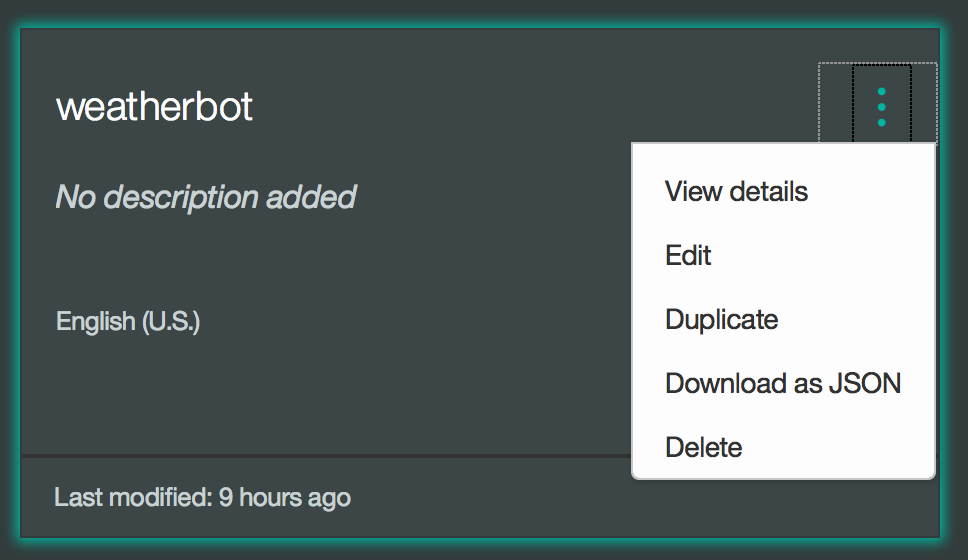 weatherbot
No description added
English (U.S.)
Last modified: 9 hours ago
View details
Edit
Duplicate
Download as JSON
Delete